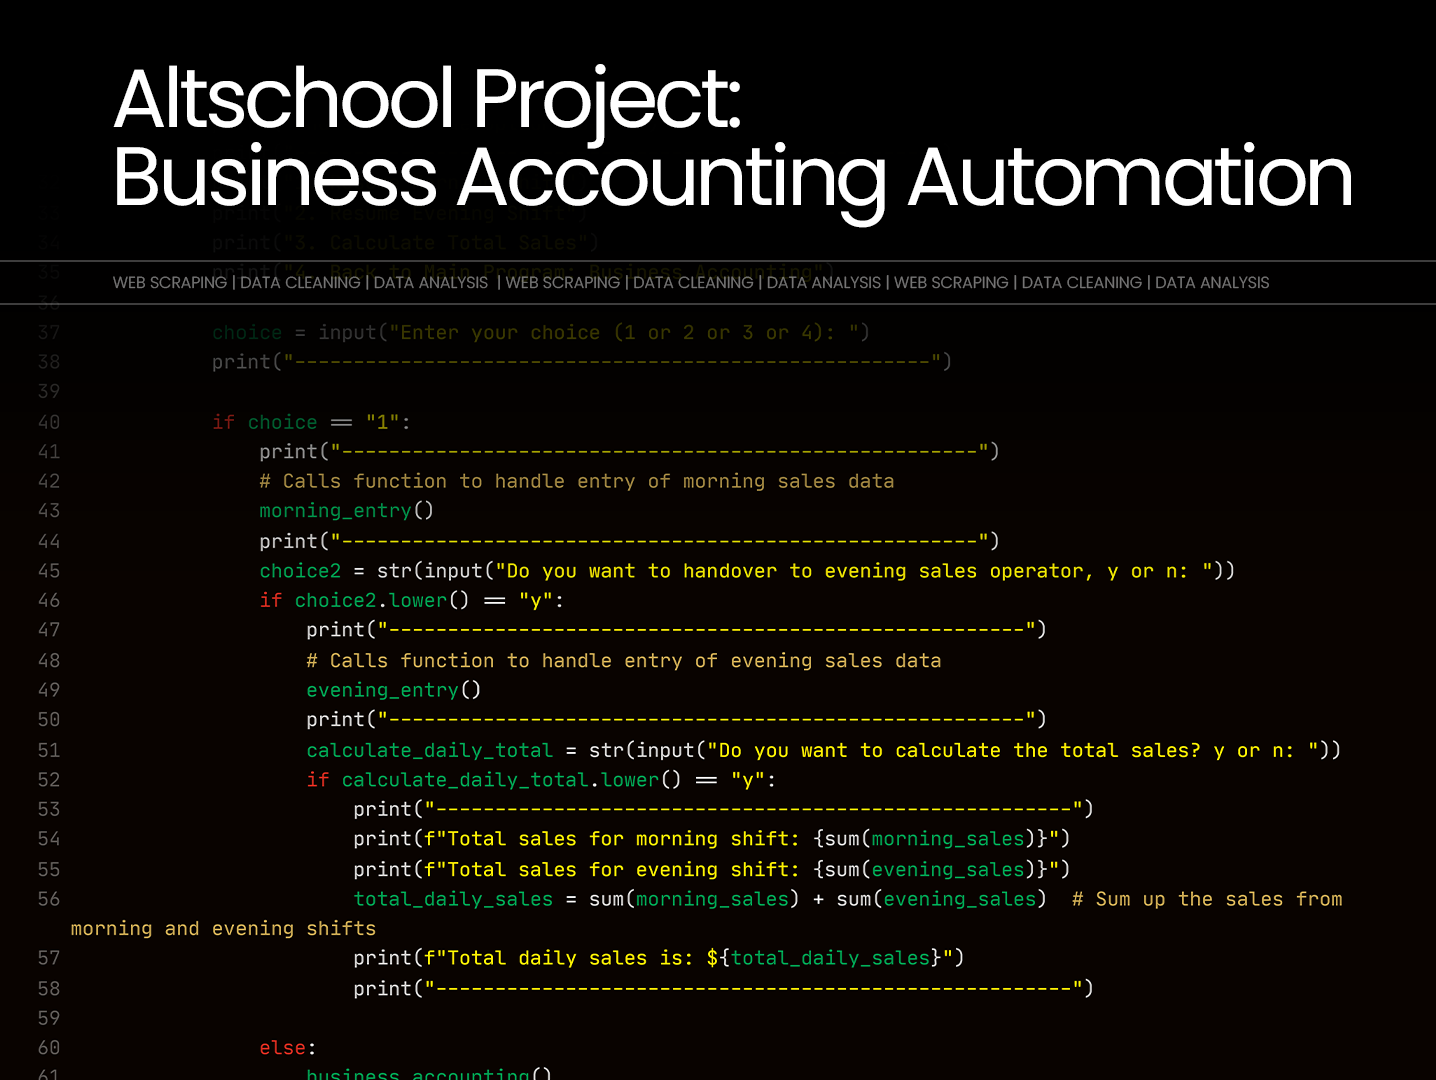 Altschool Project:
Business Accounting Automation
33 print("2. Resume Evening Shift")
34 print("3. Calculate Total Sales")
35 print("4. Back to Main Program: Business Accounting")
WEB SCRAPING | DATA CLEANING | DATA ANALYSIS | WEB SCRAPING | DATA CLEANING | DATA ANALYSIS | WEB SCRAPING | DATA CLEANING | DATA ANALYSIS
36
37 choice = input("Enter your choice (1 or 2 or 3 or 4): ")
38 print("------------------------------------------------------")
39
40 if choice == "1":
41 print("------------------------------------------------------")
42 # Calls function to handle entry of morning sales data
43 morning_entry()
44 print("------------------------------------------------------")
45 choice2 = str(input("Do you want to handover to evening sales operator, y or n: "))
46 if choice2.lower() == "y":
47 print("------------------------------------------------------")
48 # Calls function to handle entry of evening sales data
49 evening_entry()
50 print("------------------------------------------------------")
51 calculate_daily_total = str(input("Do you want to calculate the total sales? y or n: "))
52 if calculate_daily_total.lower() == "y":
53 print("------------------------------------------------------")
54 print(f"Total sales for morning shift: {sum(morning_sales)}")
55 print(f"Total sales for evening shift: {sum(evening_sales)}")
56 total_daily_sales = sum(morning_sales) + sum(evening_sales)  # Sum up the sales from
morning and evening shifts
57 print(f"Total daily sales is: ${total_daily_sales}")
58 print("------------------------------------------------------")
59
60 else:
61 business_accounting()